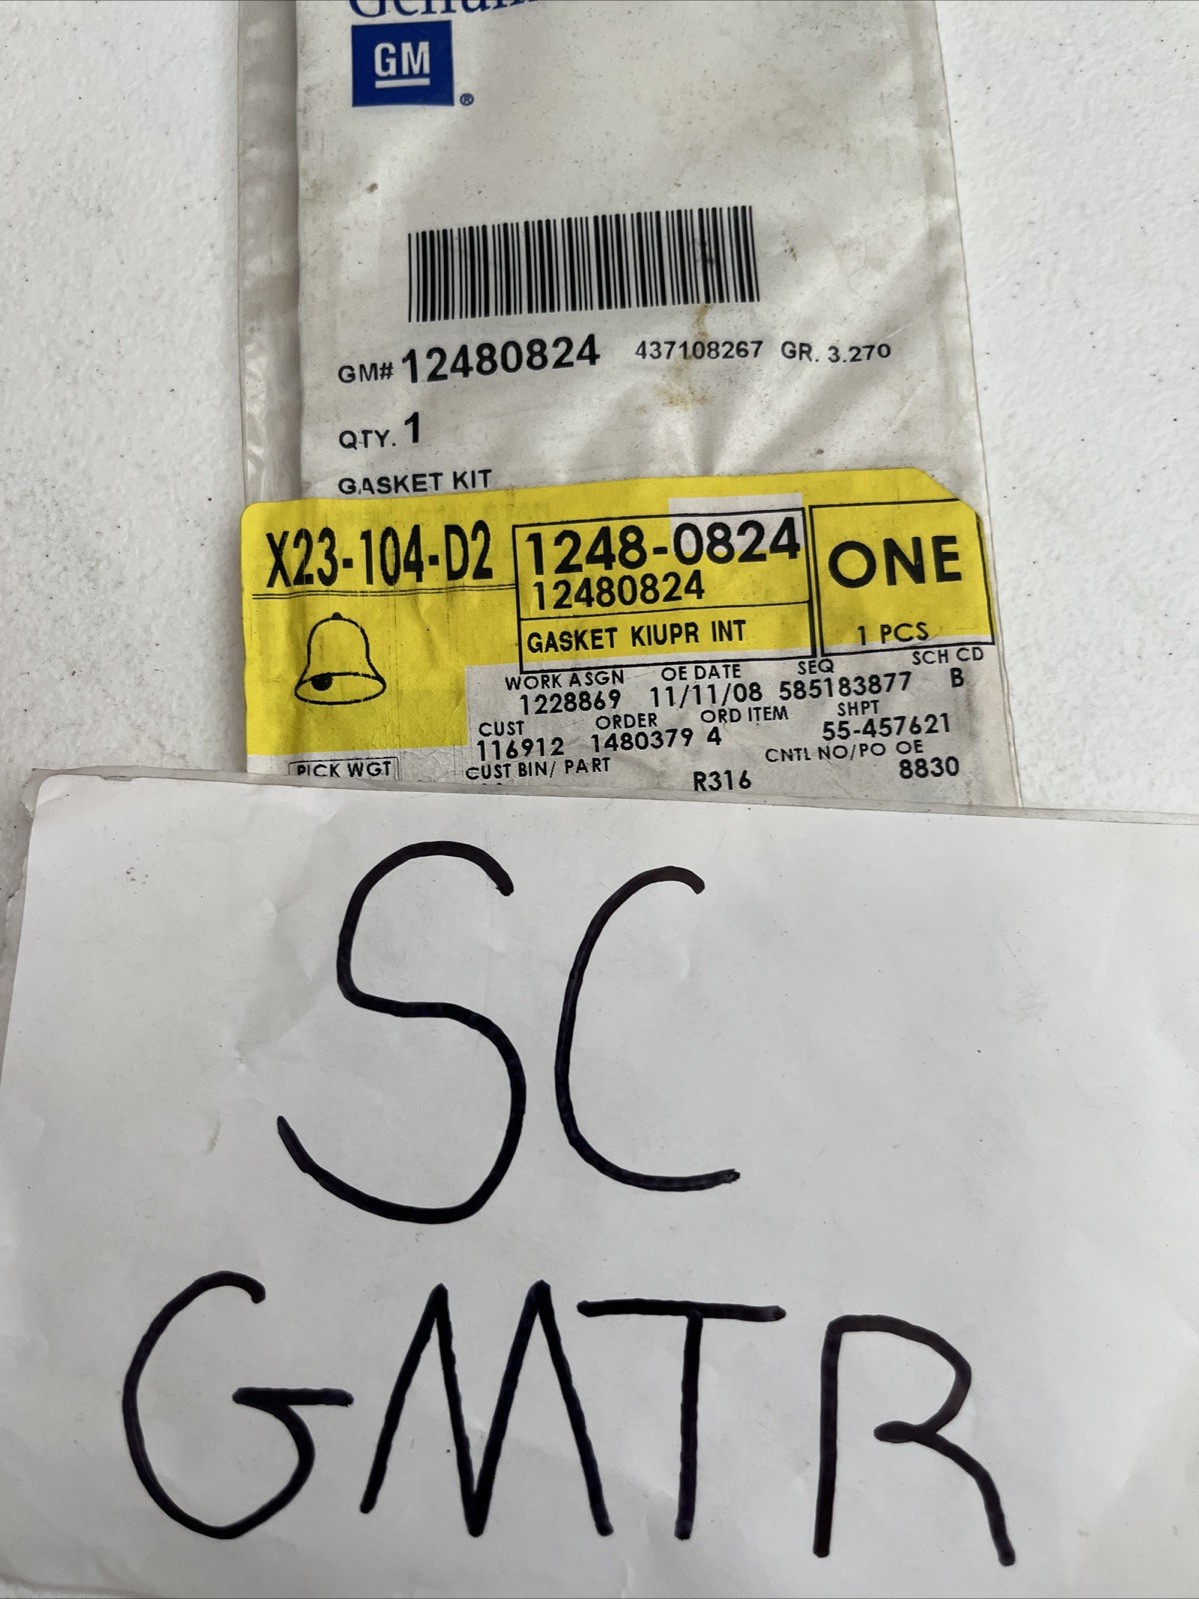 GM
®
GM# 12480824 437108267 GR. 3.270
QTY. 1
GASKET KIT
X23-104-D2 1248-0824 ONE
12480824
GASKET KIUPR INT 1 PCS
WORK ASGN OE DATE SEQ SCH CD
1228869 11/11/08 585183877 B
CUST ORDER ORD ITEM SHPT
116912 1480379 4 55-457621
PICK WGT CUST BIN/ PART CNTL NO/PO OE
R316 8830
SC
GMTR